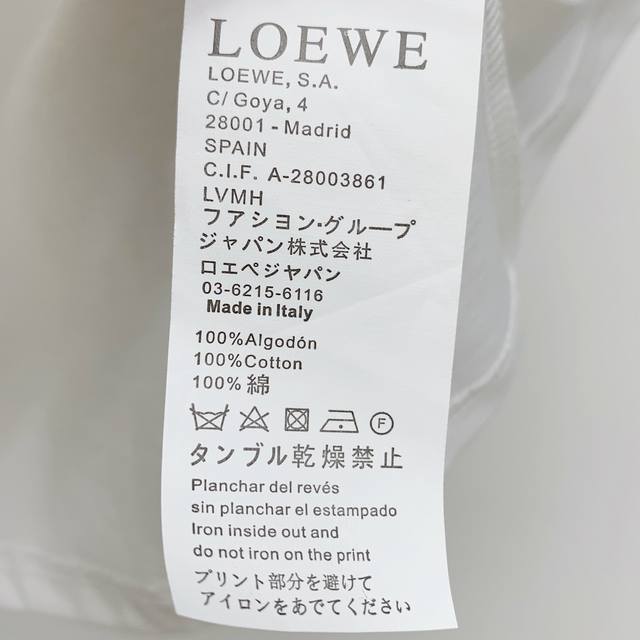 LOEWE
LOEWE, S.A.
C/ Goya, 4
28001 - Madrid
SPAIN
C.I.F. A-28003861
LVMH
フアシヨン·グループ
ジャパン株式会社
ロエペジャパン
03-6215-6116
Made in Italy
100%Algodón
100%Cotton
100% 綿
F
タンブル乾燥禁止
Planchar del revés
sin planchar el estampado
Iron inside out and
do not iron on the print
プリント部分を避けて
アイロンをあでてください